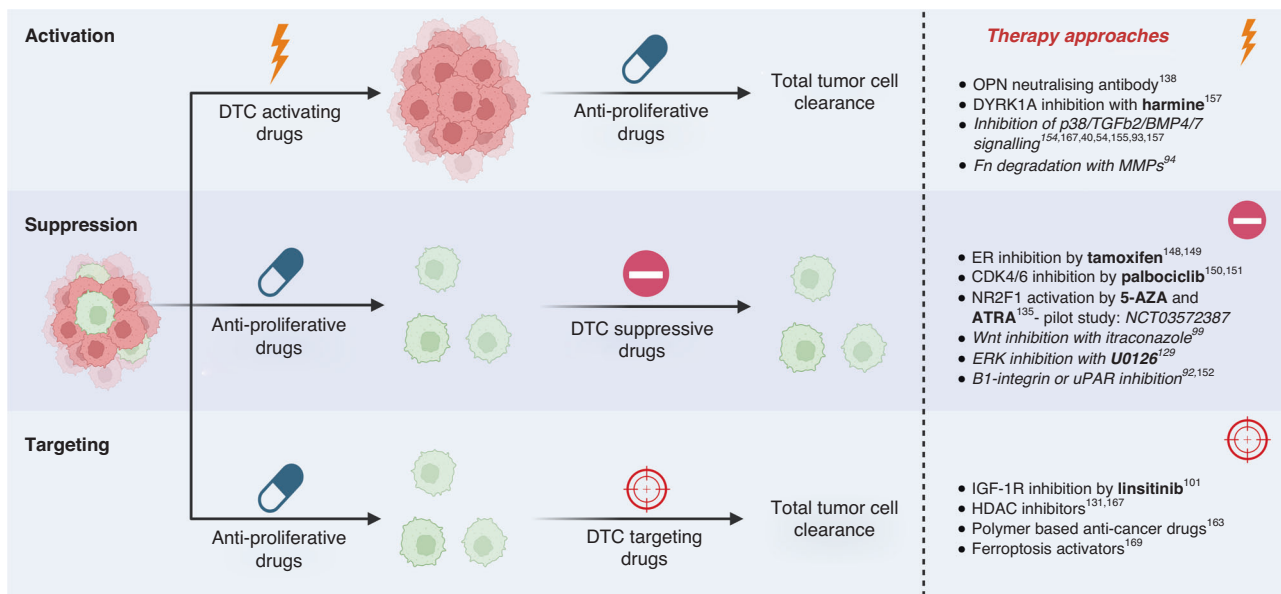 Activation
DTC activating
drugs
Anti-proliferative
drugs
Total tumor cell
clearance
Therapy approaches
● OPN neutralising antibody138
● DYRK1A inhibition with harmine157
● Inhibition of p38/TGFb2/BMP4/7
signalling154,167,40,54,155,93,157
● Fn degradation with MMPs94
Suppression
Anti-proliferative
drugs
DTC suppressive
drugs
● ER inhibition by tamoxifen148,149
● CDK4/6 inhibition by palbociclib150,151
● NR2F1 activation by 5-AZA and
ATRA135- pilot study: NCT03572387
● Wnt inhibition with itraconazole99
● ERK inhibition with U0126129
● B1-integrin or uPAR inhibition92,152
Targeting
Anti-proliferative
drugs
DTC targeting
drugs
Total tumor cell
clearance
● IGF-1R inhibition by linsitinib101
● HDAC inhibitors131,167
● Polymer based anti-cancer drugs163
● Ferroptosis activators169